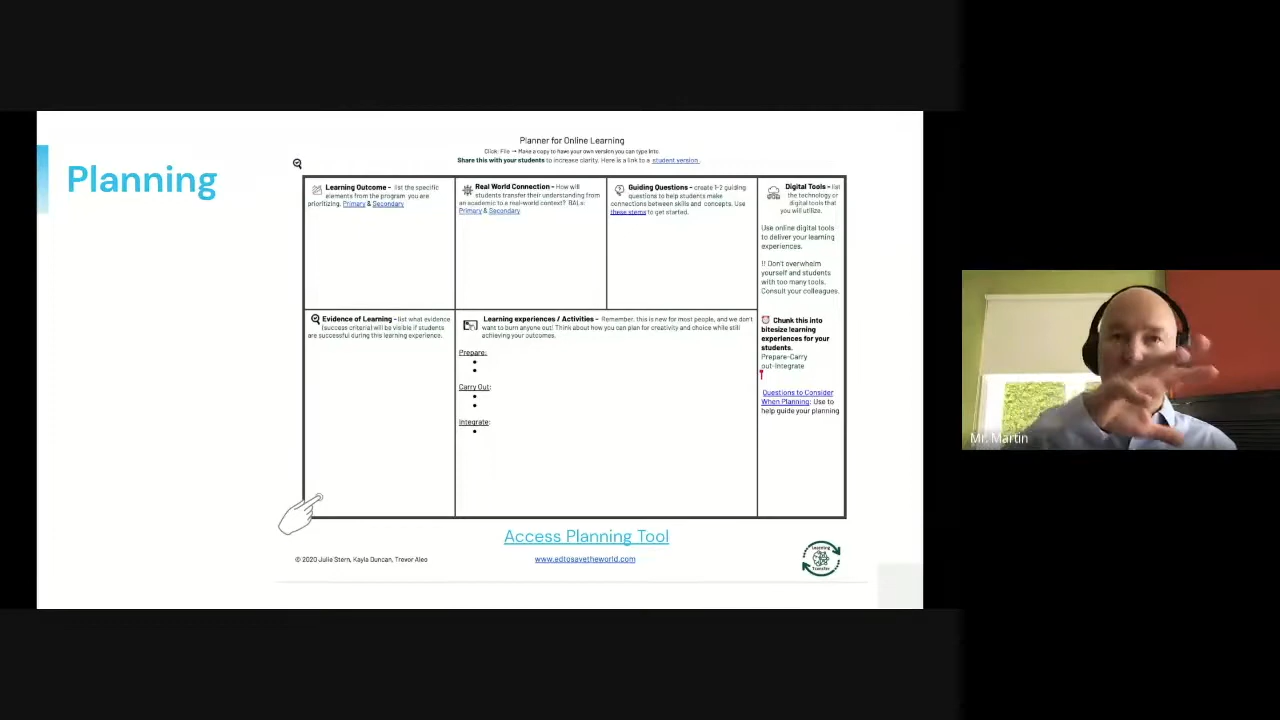 Planning
Planner for Online Learning
Click: File → Make a copy to have your own version you can type into.
Share this with your students to increase clarity. Here is a link to a student version.
Learning Outcome - list the specific
elements from the program you are
prioritizing. Primary & Secondary
Real World Connection - How will
students transfer their understanding from
an academic to a real-world context? BALs:
Primary & Secondary
Guiding Questions - create 1-2 guiding
questions to help students make
connections between skills and concepts. Use
these stems to get started.
Digital Tools - list
the technology or
digital tools that
you will utilize.
Use online digital tools
to deliver your learning
experiences.
!! Don't overwhelm
yourself and students
with too many tools.
Consult your colleagues.
Chunk this into
bitesize learning
experiences for your
students.
Prepare-Carry
out-Integrate
Questions to Consider
When Planning: Use to
help guide your planning
Evidence of Learning - list what evidence
(success criteria) will be visible if students
are successful during this learning experience.
Learning experiences / Activities - Remember, this is new for most people, and we don't
want to burn anyone out! Think about how you can plan for creativity and choice while still
achieving your outcomes.
Prepare:
Carry Out:
Integrate:
Access Planning Tool
© 2020 Julie Stern, Kayla Duncan, Trevor Aleo
www.edtosavetheworld.com
Learning
Transfer
Mr. Martin